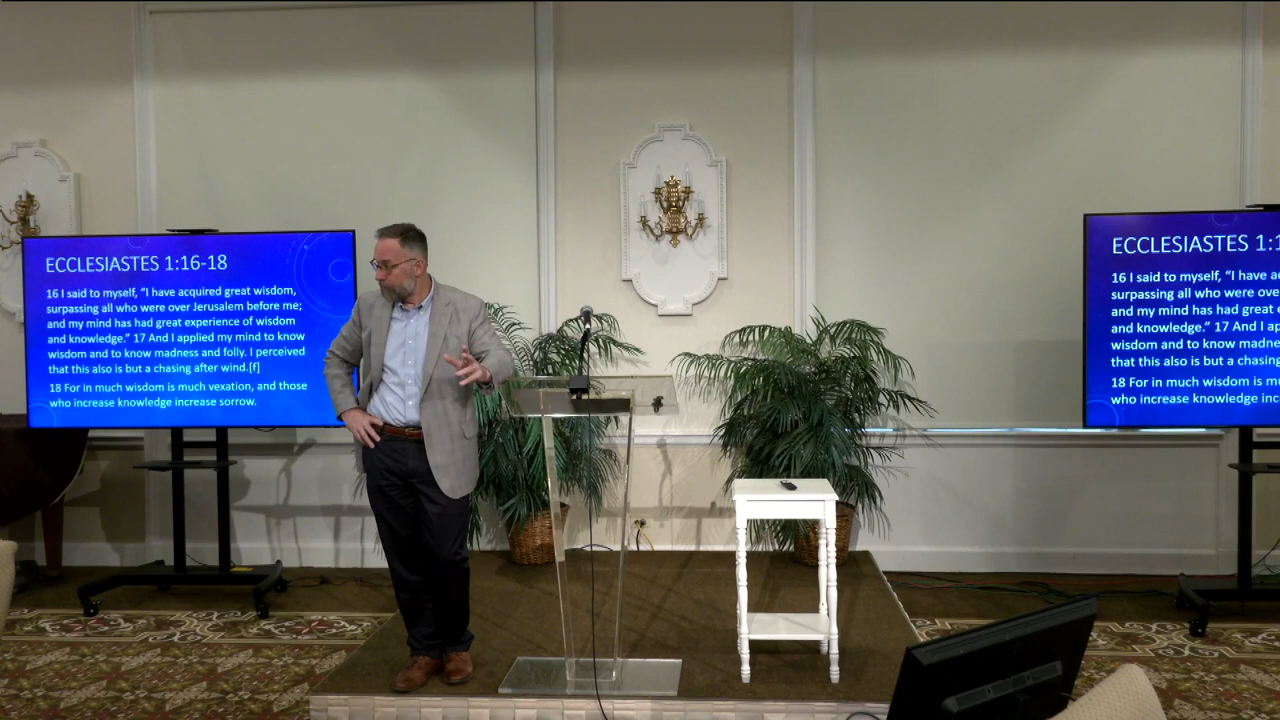 ECCLESIASTES 1:16-18
16 I said to myself, “I have acquired great wisdom,
surpassing all who were over Jerusalem before me;
and my mind has had great experience of wisdom
and knowledge.” 17 And I applied my mind to know
wisdom and to know madness and folly. I perceived
that this also is but a chasing after wind.[f]
18 For in much wisdom is much vexation, and those
who increase knowledge increase sorrow.
ECCLESIASTES 1:1
16 I said to myself, “I have ac
surpassing all who were ove
and my mind has had great e
and knowledge.” 17 And I ap
wisdom and to know madne
that this also is but a chasing
18 For in much wisdom is mu
who increase knowledge inc